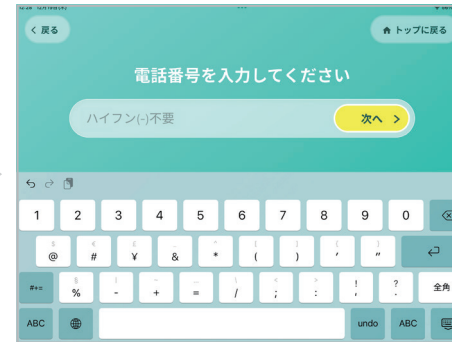 戻る
トップに戻る
電話番号を入力してください
ハイフン(-)不要
次へ
1 2 3 4 5 6 7 8 9 0
@ # ¥ & * ( ) ' "
#+= % - + = / ; : ! ? 全角
ABC undo ABC